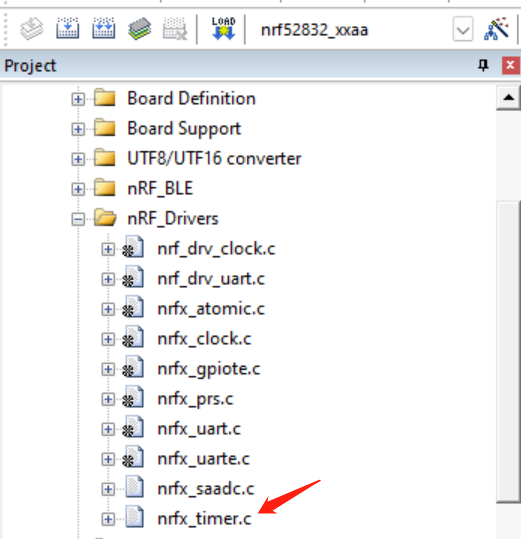 LOAD
nrf52832_xxaa
Project
Board Definition
Board Support
UTF8/UTF16 converter
nRF_BLE
nRF_Drivers
nrf_drv_clock.c
nrf_drv_uart.c
nrfx_atomic.c
nrfx_clock.c
nrfx_gpiote.c
nrfx_prs.c
nrfx_uart.c
nrfx_uarte.c
nrfx_saadc.c
nrfx_timer.c